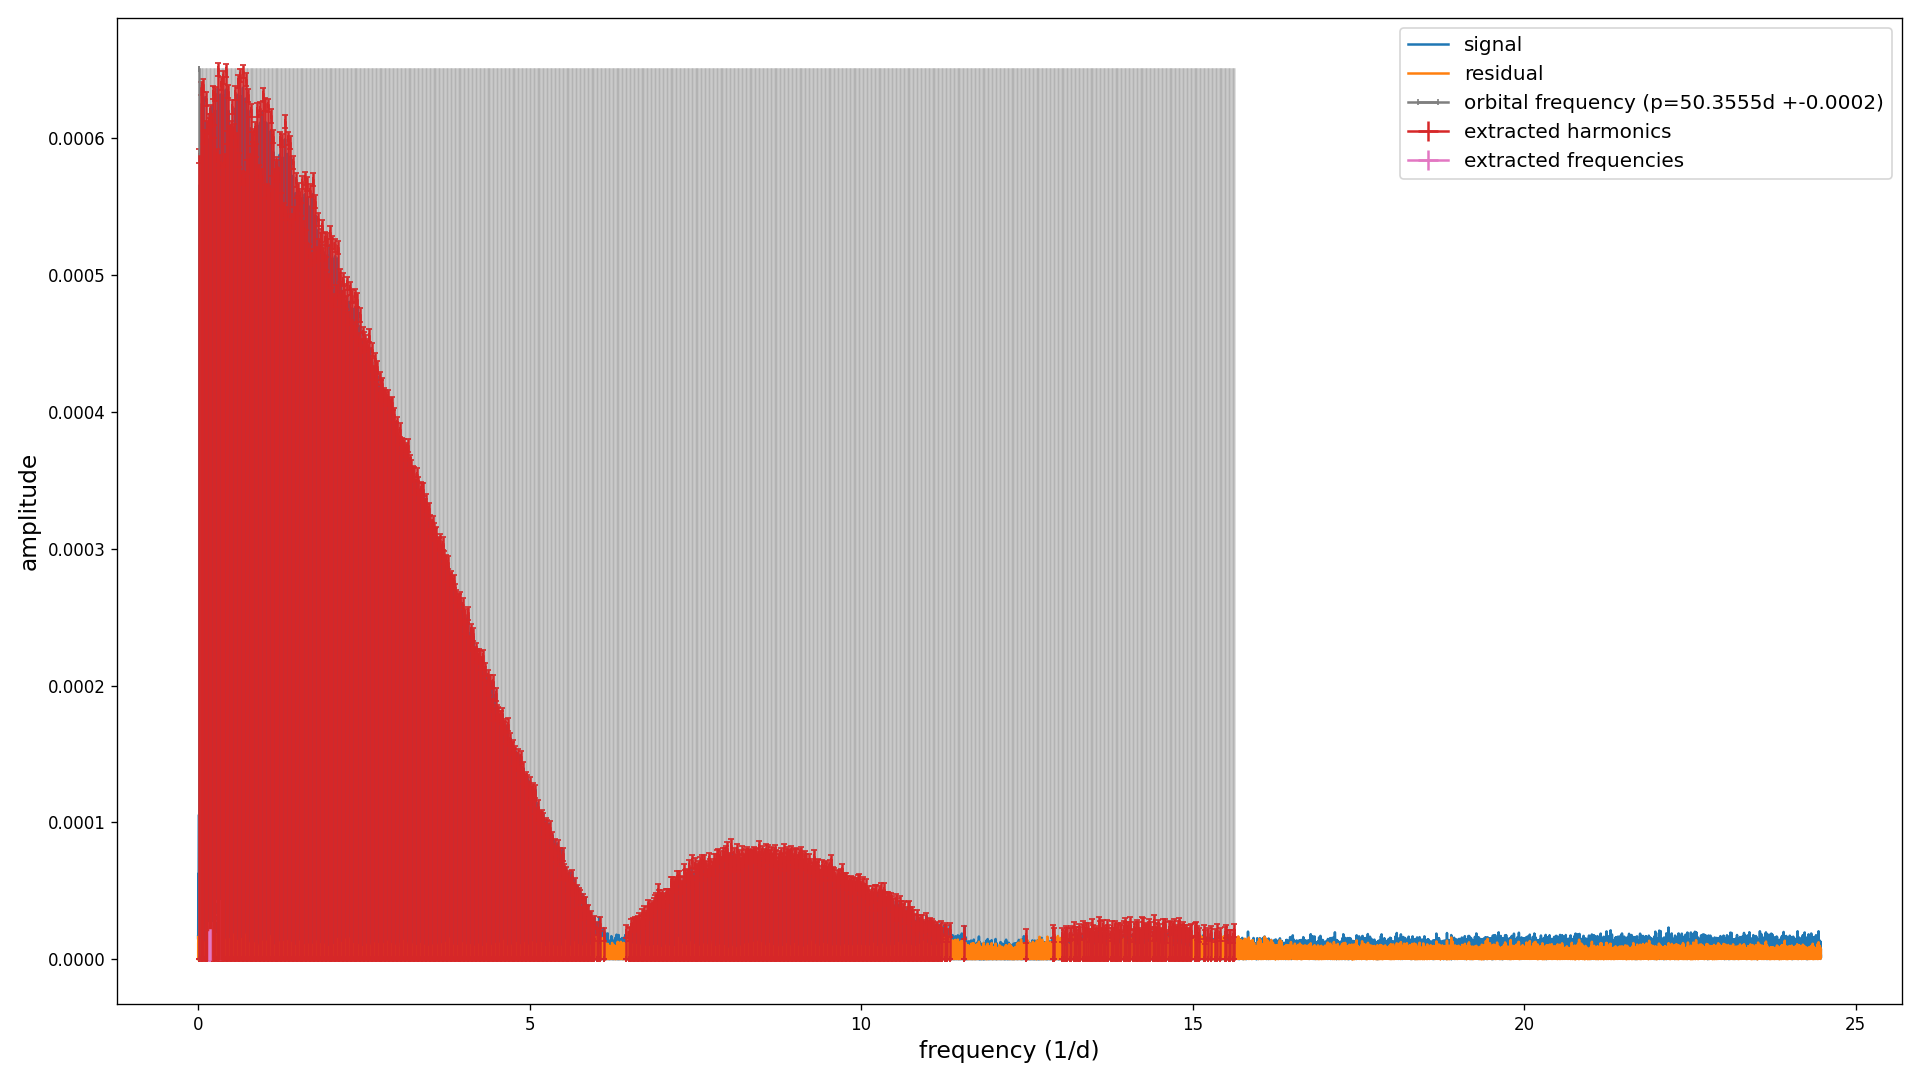 signal
residual
orbital frequency (p=50.3555d +-0.0002)
extracted harmonics
extracted frequencies
0.0006
0.0005
0.0004
0.0003
0.0002
0.0001
0.0000
amplitude
0 5 10 15 20 25
frequency (1/d)